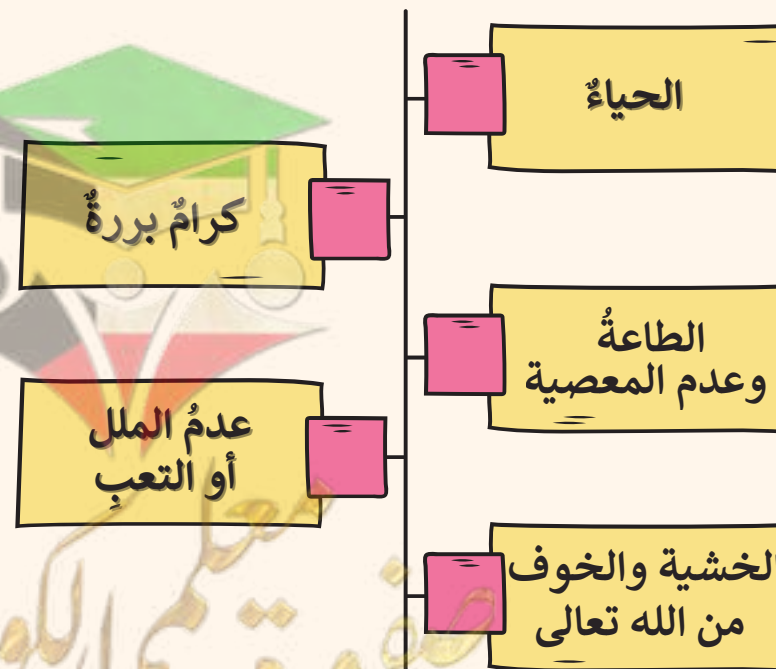 الحياءٌ
كرامٌ بررةٌ
الطاعةُ
وعدم المعصية
عدمُ الملل
أو التعبِ
الخشية والخوف
من الله تعالى